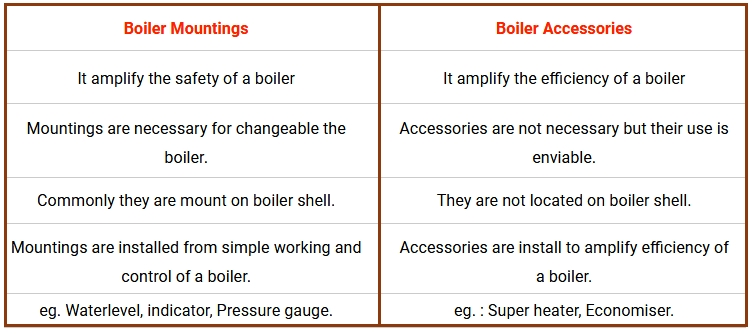 Boiler Mountings
Boiler Accessories
It amplify the safety of a boiler
It amplify the efficiency of a boiler
Mountings are necessary for changeable the
boiler.
Accessories are not necessary but their use is
enviable.
Commonly they are mount on boiler shell.
They are not located on boiler shell.
Mountings are installed from simple working and
control of a boiler.
Accessories are install to amplify efficiency of
a boiler.
eg. Waterlevel, indicator, Pressure gauge.
eg. : Super heater, Economiser.